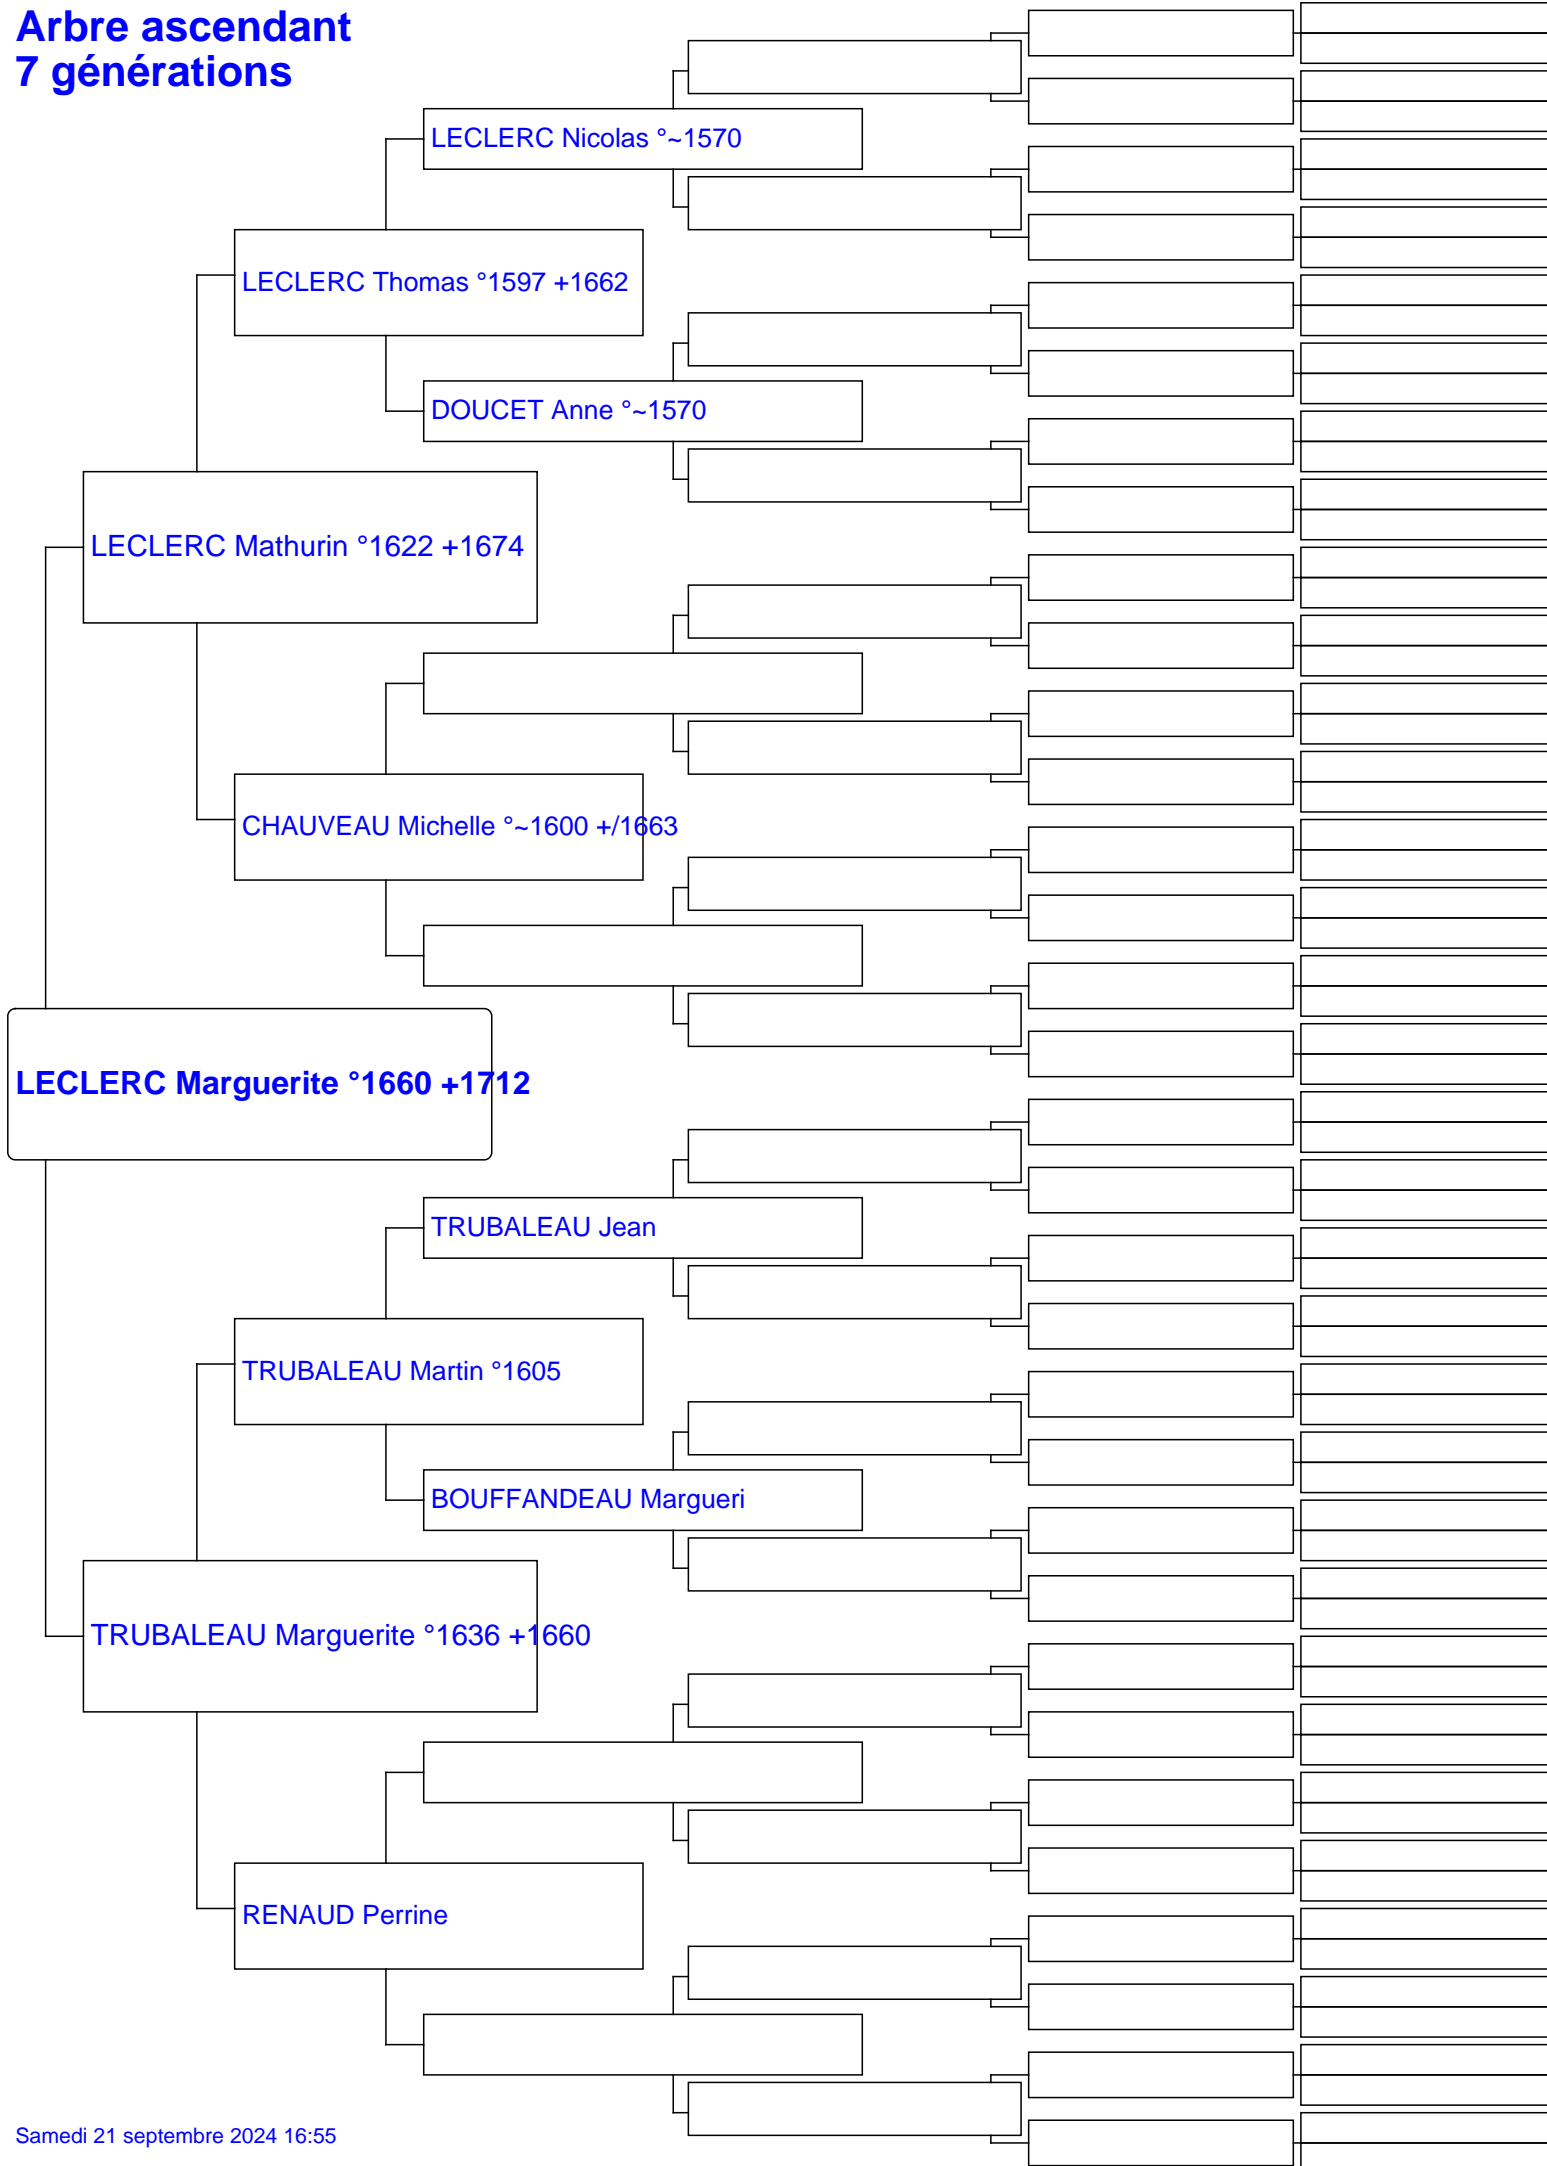 Arbre ascendant
7 générations
LECLERC Nicolas °~1570
LECLERC Thomas °1597 +1662
DOUCET Anne °~1570
LECLERC Mathurin °1622 +1674
CHAUVEAU Michelle °~1600 +/1663
LECLERC Marguerite °1660 +1712
TRUBALEAU Jean
TRUBALEAU Martin °1605
BOUFFANDEAU Margueri
TRUBALEAU Marguerite °1636 +1660
RENAUD Perrine
Samedi 21 septembre 2024 16:55